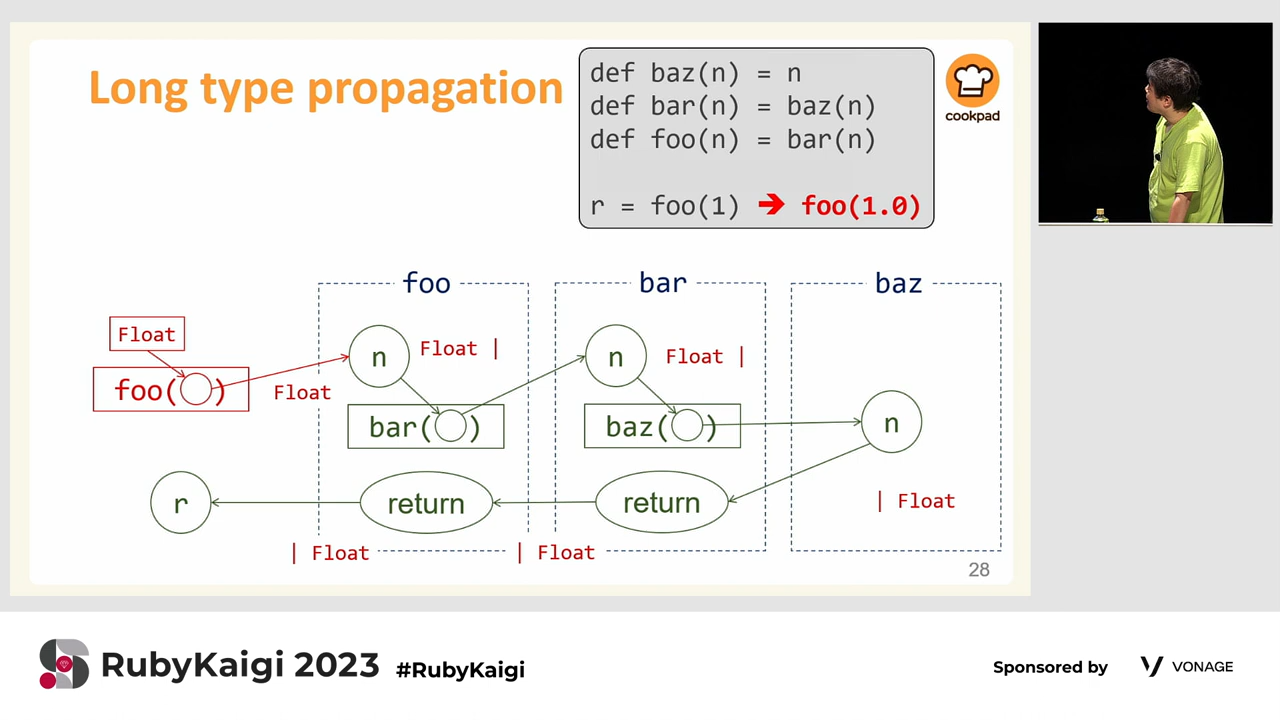 Long type propagation
def baz(n) = n
def bar(n) = baz(n)
def foo(n) = bar(n)
r = foo(1) ➔ foo(1.0)
cookpad
foo
bar
baz
Float
foo( )
Float
n
Float |
bar( )
n
Float |
baz( )
n
r
return
return
| Float
| Float
| Float
28
RubyKaigi 2023
#RubyKaigi
Sponsored by
VONAGE